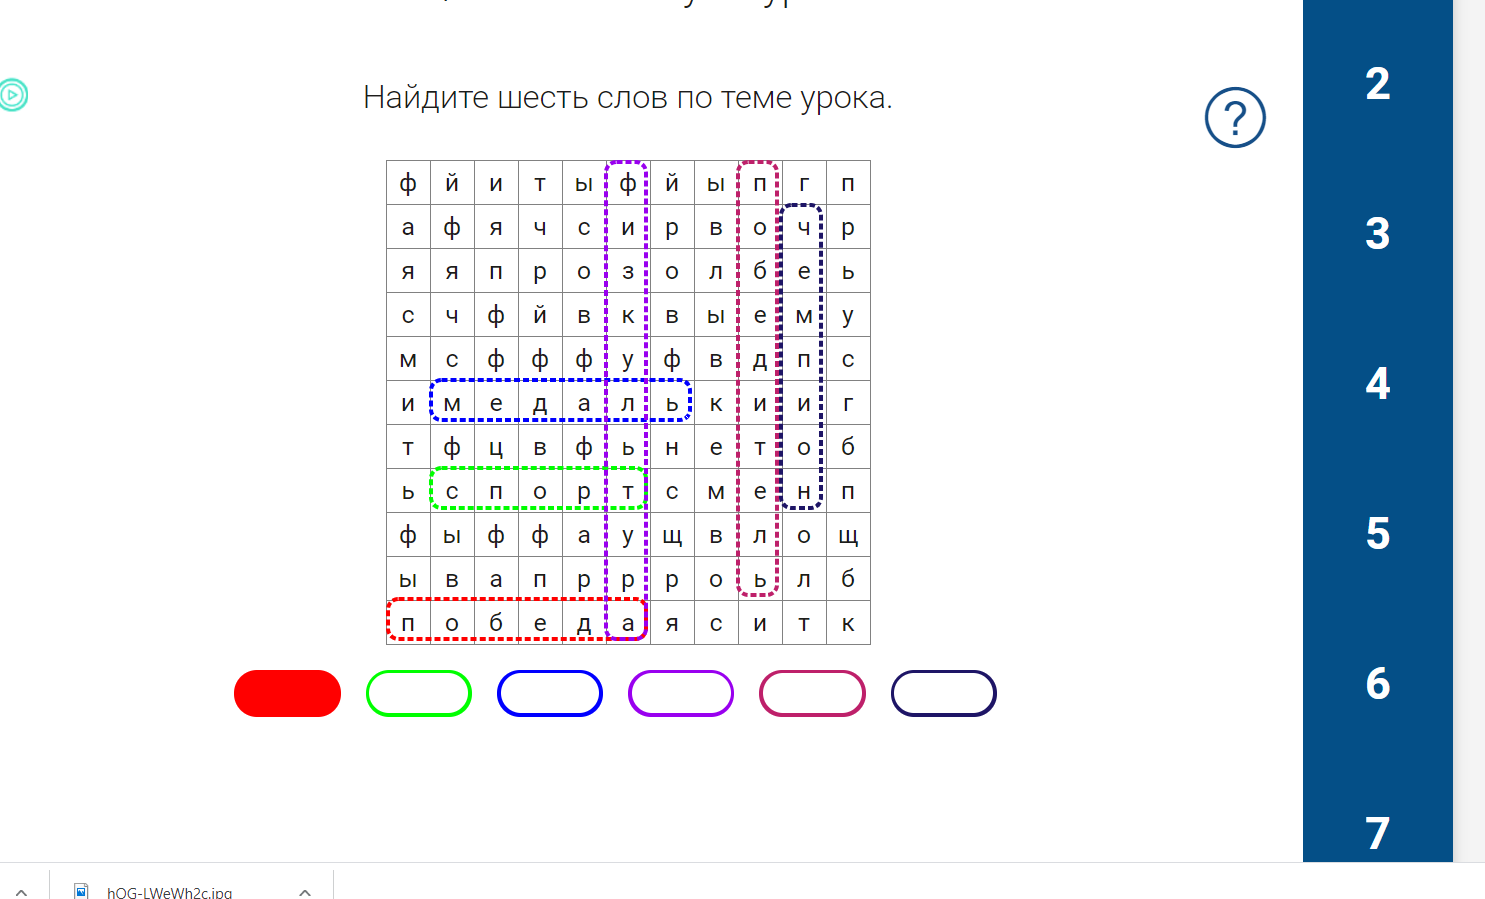 Найдите шесть слов по теме урока.
?
2
3
4
5
6
7
ф й и т ы ф й ы п г п
а ф я ч с и р в о ч р
я я п р о з о л б е ь
с ч ф й в к в ы е м у
м с ф ф ф у ф в д п с
и м е д а л ь к и и г
т ф ц в ф ь н е т о б
ь с п о р т с м е н п
ф ы ф ф а у щ в л о щ
ы в а п р р р о ь л б
п о б е д а я с и т к
hOG-LWeWh2c.jpg